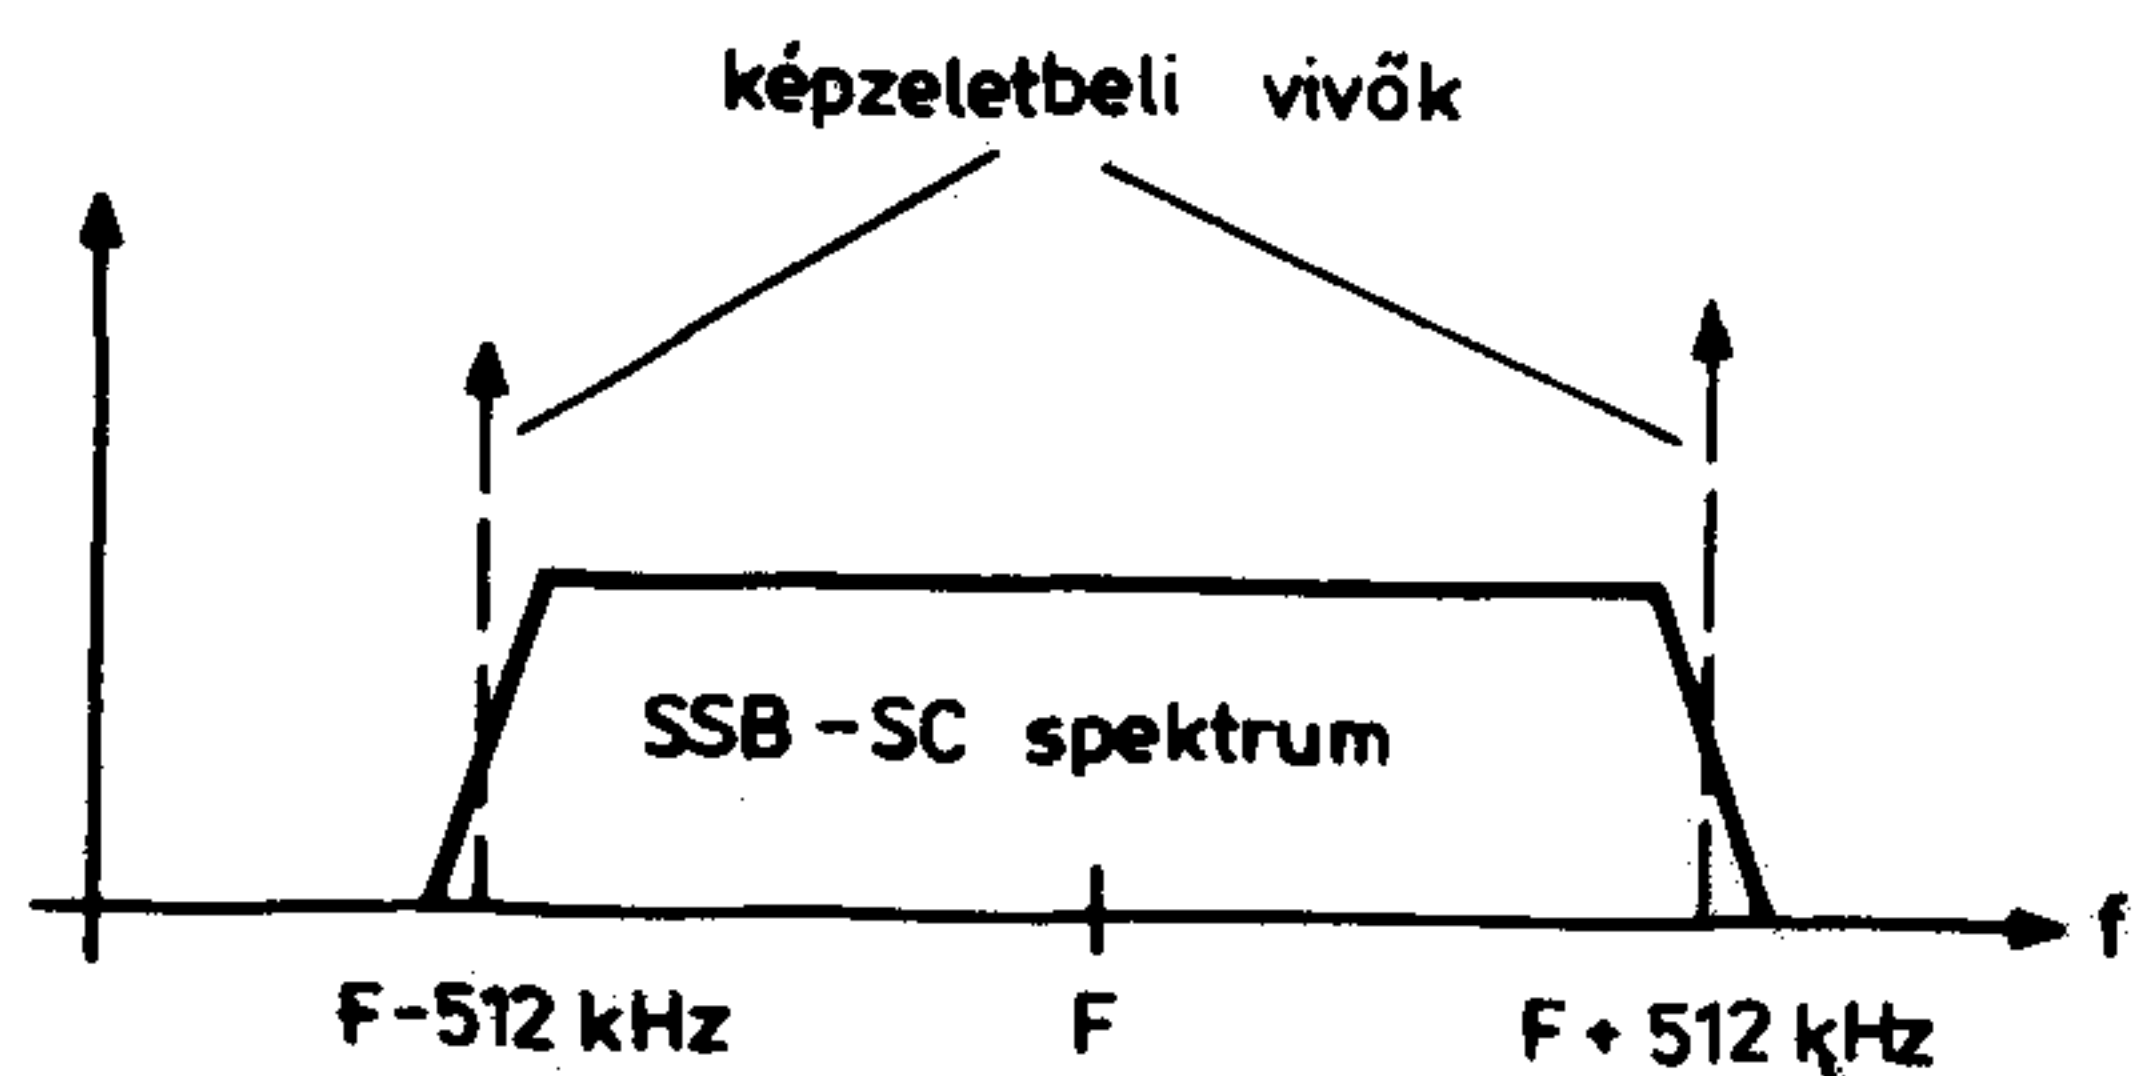 képzeletbeli vivők
SSB-SC spektrum
f
F-512 kHz
F
F+512 kHz